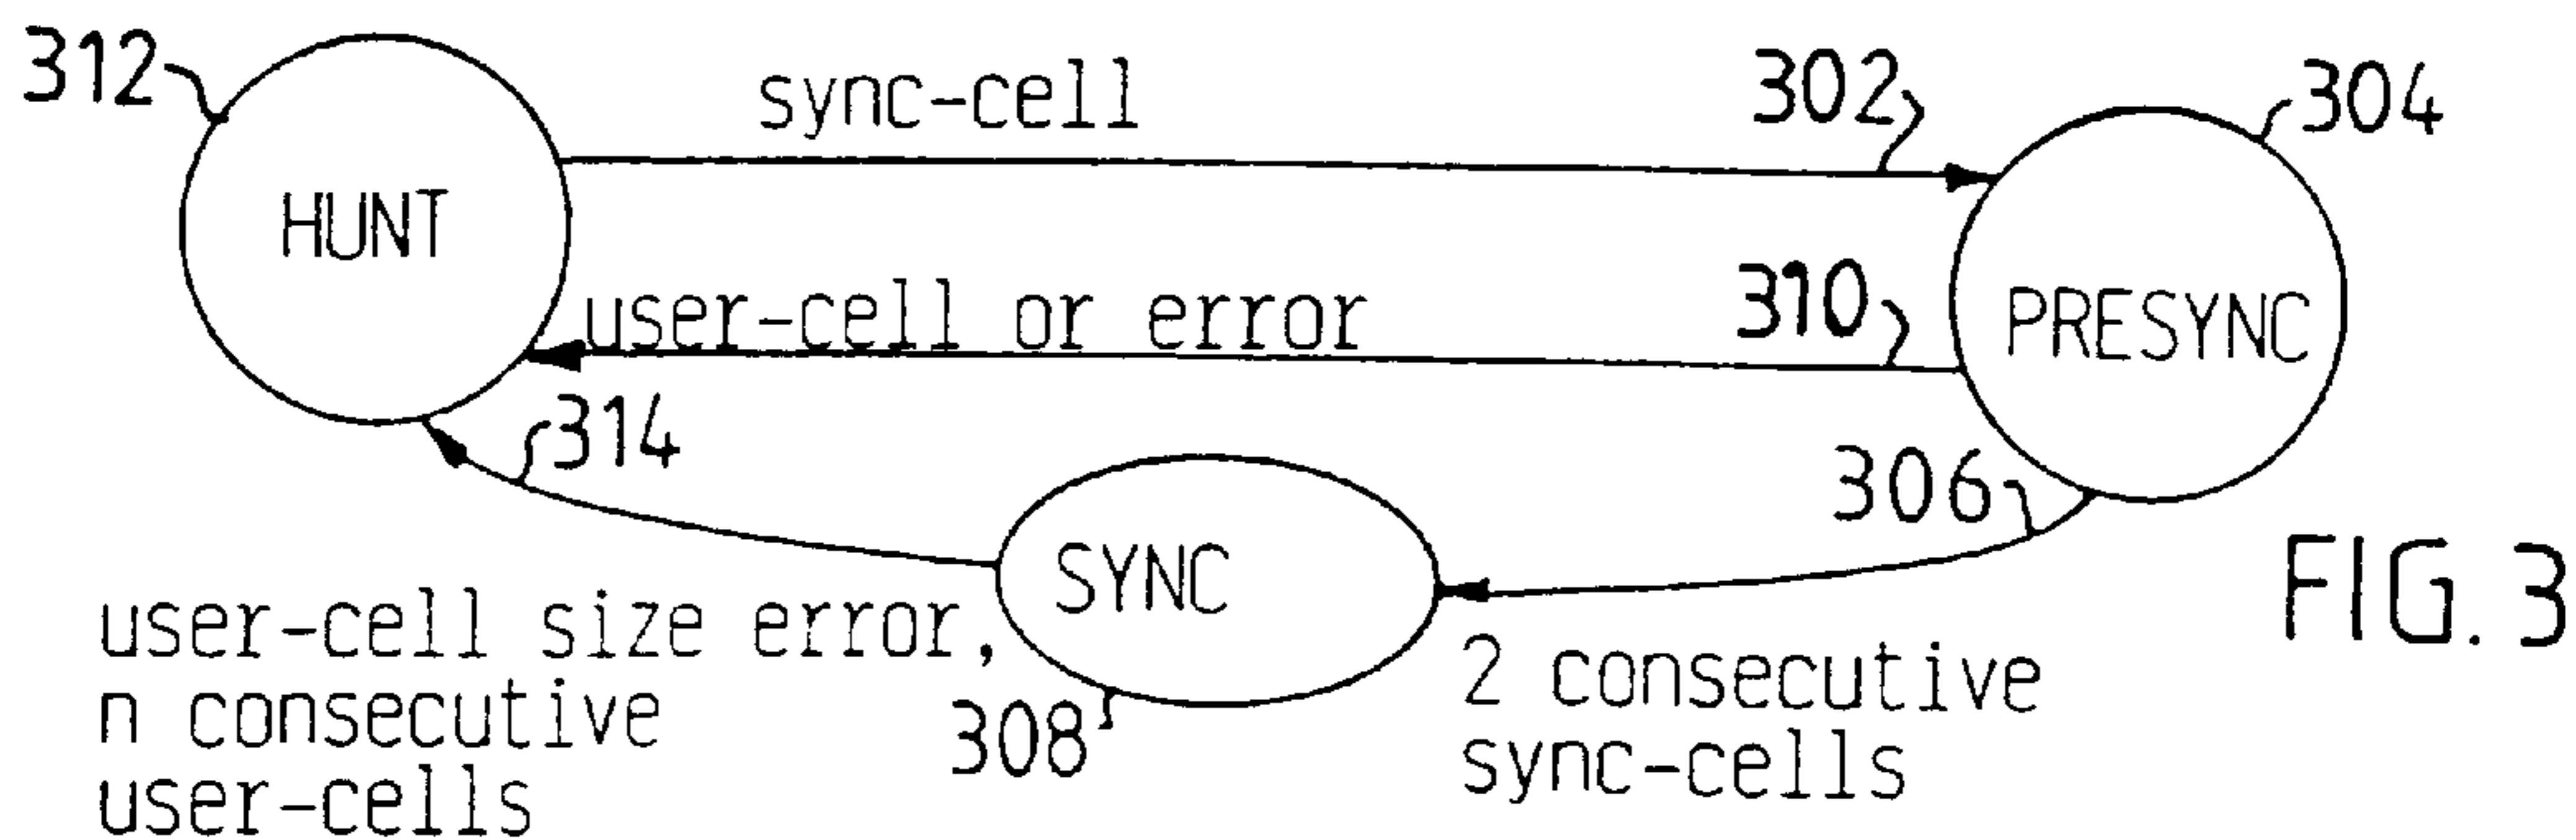 312
sync-cell
302
304
HUNT
user-cell or error
310
PRESYNC
314
306
SYNC
FIG. 3
user-cell size error,
n consecutive
user-cells
308
2 consecutive
sync-cells